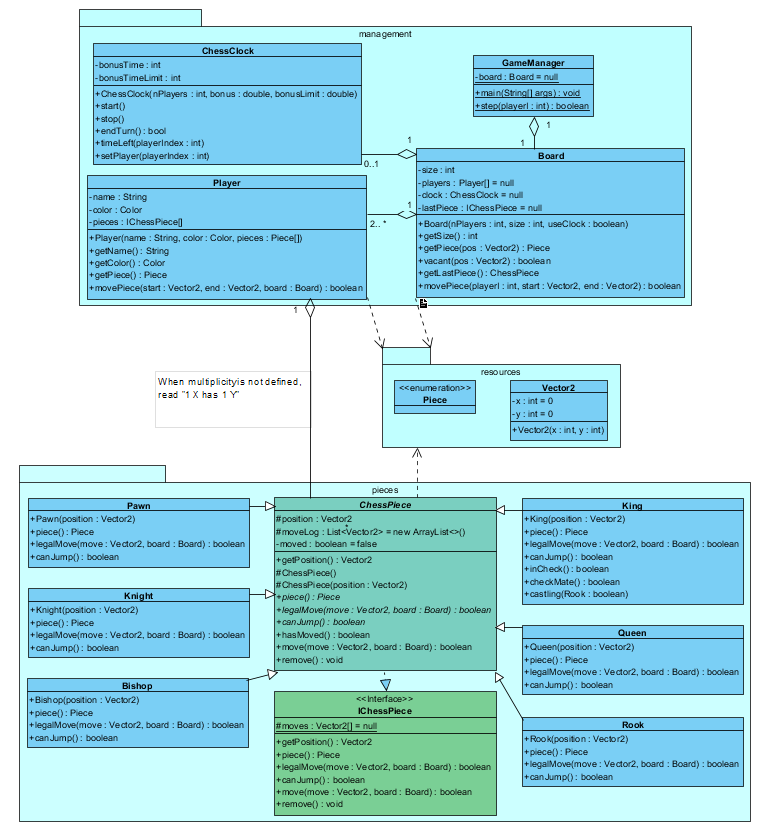 management
ChessClock
-bonusTime : int
-bonusTimeLimit : int
+ChessClock(nPlayers : int, bonus : double, bonusLimit : double)
+start()
+stop()
+endTurn() : bool
+timeLeft(playerIndex : int)
+setPlayer(playerIndex : int)
GameManager
-board : Board = null
+main(String[] args) : void
+step(playerI : int) : boolean
1
1
1
0..1
Board
-size : int
-players : Player[] = null
-clock : ChessClock = null
-lastPiece : IChessPiece = null
+Board(nPlayers : int, size : int, useClock : boolean)
+getSize() : int
+getPiece(pos : Vector2) : Piece
+vacant(pos : Vector2) : boolean
+getLastPiece() : ChessPiece
+movePiece(playerI : int, start : Vector2, end : Vector2) : boolean
Player
-name : String
-color : Color
-pieces : IChessPiece[]
+Player(name : String, color : Color, pieces : Piece[])
+getName() : String
+getColor() : Color
+getPiece() : Piece
+movePiece(start : Vector2, end : Vector2, board : Board) : boolean
1
2..*
1
When multiplicity is not defined,
read "1 X has 1 Y"
resources
<<enumeration>>
Piece
Vector2
-x : int = 0
-y : int = 0
+Vector2(x : int, y : int)
pieces
Pawn
+Pawn(position : Vector2)
+piece() : Piece
+legalMove(move : Vector2, board : Board) : boolean
+canJump() : boolean
Knight
+Knight(position : Vector2)
+piece() : Piece
+legalMove(move : Vector2, board : Board) : boolean
+canJump() : boolean
Bishop
+Bishop(position : Vector2)
+piece() : Piece
+legalMove(move : Vector2, board : Board) : boolean
+canJump() : boolean
ChessPiece
#position : Vector2
#moveLog : List<Vector2> = new ArrayList<>()
-moved : boolean = false
*
+getPosition() : Vector2
#ChessPiece()
#ChessPiece(position : Vector2)
+piece() : Piece
+legalMove(move : Vector2, board : Board) : boolean
+canJump() : boolean
+hasMoved() : boolean
+move(move : Vector2, board : Board) : boolean
+remove() : void
<<Interface>>
IChessPiece
#moves : Vector2[] = null
+getPosition() : Vector2
+piece() : Piece
+legalMove(move : Vector2, board : Board) : boolean
+canJump() : boolean
+move(move : Vector2, board : Board) : boolean
+remove() : void
King
+King(position : Vector2)
+piece() : Piece
+legalMove(move : Vector2, board : Board) : boolean
+canJump() : boolean
+inCheck() : boolean
+checkMate() : boolean
+castling(Rook : boolean)
Queen
+Queen(position : Vector2)
+piece() : Piece
+legalMove(move : Vector2, board : Board) : boolean
+canJump() : boolean
Rook
+Rook(position : Vector2)
+piece() : Piece
+legalMove(move : Vector2, board : Board) : boolean
+canJump() : boolean